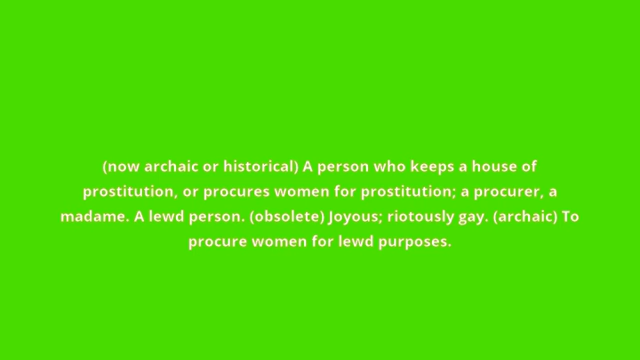 (now archaic or historical) A person who keeps a house of
prostitution, or procures women for prostitution; a procurer, a
madame. A lewd person. (obsolete) Joyous; riotously gay. (archaic) To
procure women for lewd purposes.